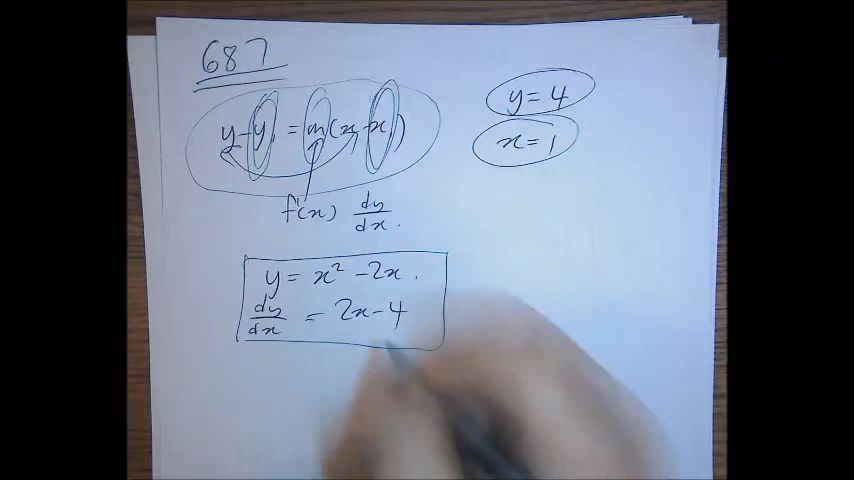 687
y-y₁ = m(x-x₁)
y=4
x=1
f'(x) dy/dx.
y = x² -2x.
dy/dx = 2x-4